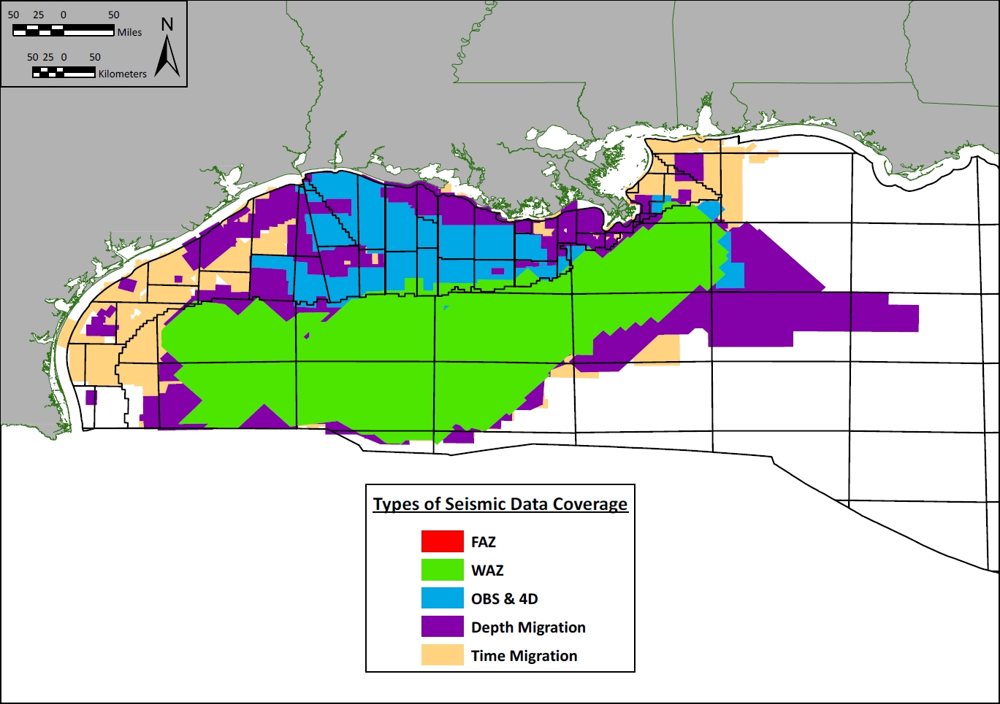 50 25 0 50
Miles
N
50 25 0 50
Kilometers
Types of Seismic Data Coverage
FAZ
WAZ
OBS & 4D
Depth Migration
Time Migration